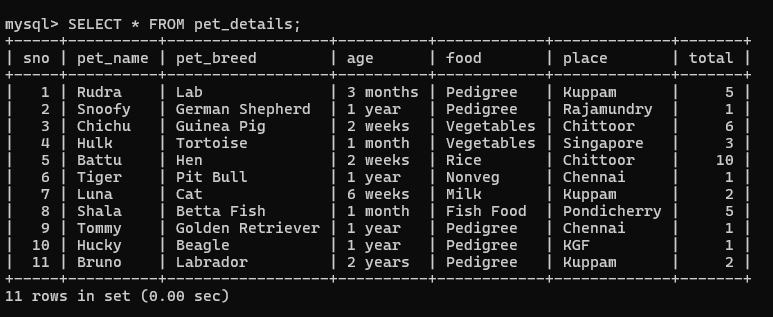 mysql> SELECT * FROM pet_details;
+-----+-----------+------------------+----------+------------+-------------+-------+
| sno | pet_name | pet_breed | age | food | place | total |
+-----+-----------+------------------+----------+------------+-------------+-------+
| 1 | Rudra | Lab | 3 months | Pedigree | Kuppam | 5 |
| 2 | Snoofy | German Shepherd | 1 year | Pedigree | Rajamundry | 1 |
| 3 | Chichu | Guinea Pig | 2 weeks | Vegetables | Chittoor | 6 |
| 4 | Hulk | Tortoise | 1 month | Vegetables | Singapore | 3 |
| 5 | Battu | Hen | 2 weeks | Rice | Chittoor | 10 |
| 6 | Tiger | Pit Bull | 1 year | Nonveg | Chennai | 1 |
| 7 | Luna | Cat | 6 weeks | Milk | Kuppam | 2 |
| 8 | Shala | Betta Fish | 1 month | Fish Food | Pondicherry | 5 |
| 9 | Tommy | Golden Retriever | 1 year | Pedigree | Chennai | 1 |
| 10 | Hucky | Beagle | 1 year | Pedigree | KGF | 1 |
| 11 | Bruno | Labrador | 2 years | Pedigree | Kuppam | 2 |
+-----+-----------+------------------+----------+------------+-------------+-------+
11 rows in set (0.00 sec)